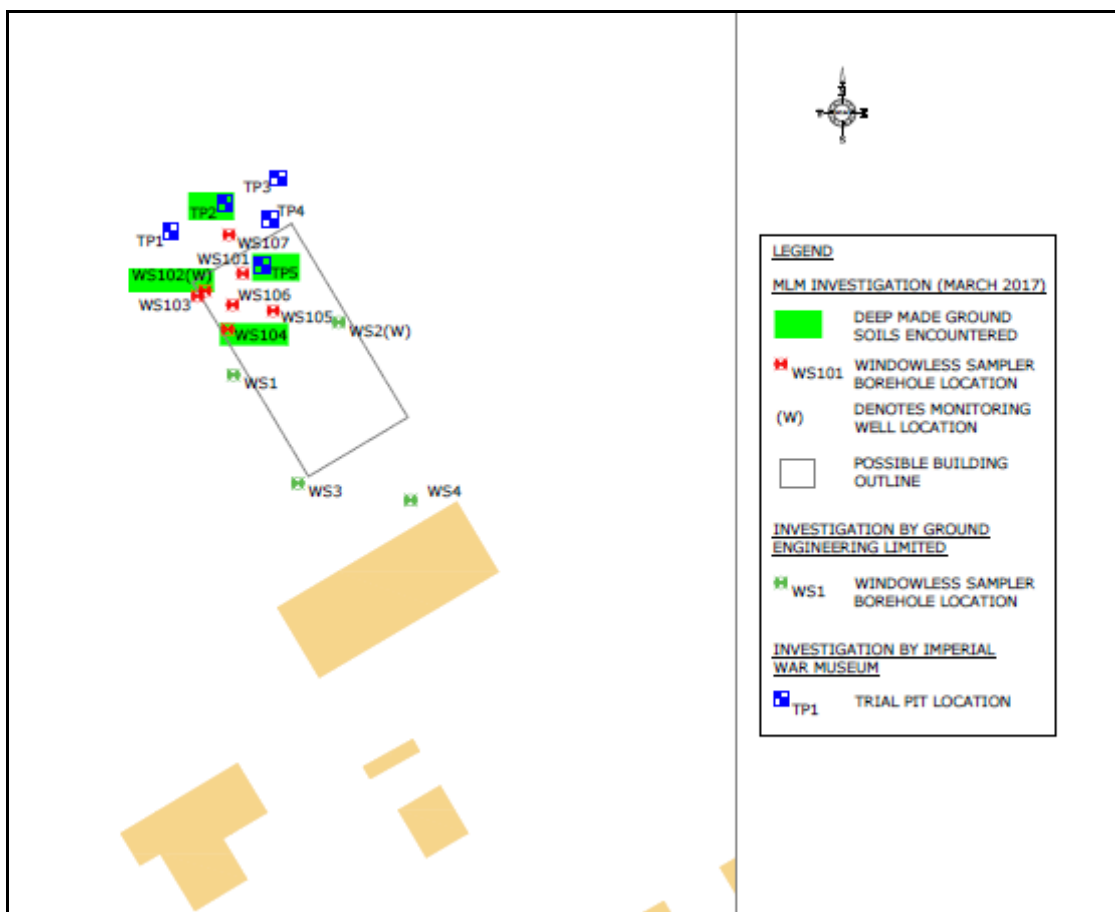 TP3
TP2
TP4
TP1
WS107
WS101
WS102(W)
TP5
WS103
WS106
WS105
WS2(W)
WS104
WS1
WS3
WS4
S
LEGEND
MLM INVESTIGATION (MARCH 2017)
DEEP MADE GROUND
SOILS ENCOUNTERED
WS101
WINDOWLESS SAMPLER
BOREHOLE LOCATION
(W)
DENOTES MONITORING
WELL LOCATION
POSSIBLE BUILDING
OUTLINE
INVESTIGATION BY GROUND
ENGINEERING LIMITED
WS1
WINDOWLESS SAMPLER
BOREHOLE LOCATION
INVESTIGATION BY IMPERIAL
WAR MUSEUM
TP1
TRIAL PIT LOCATION